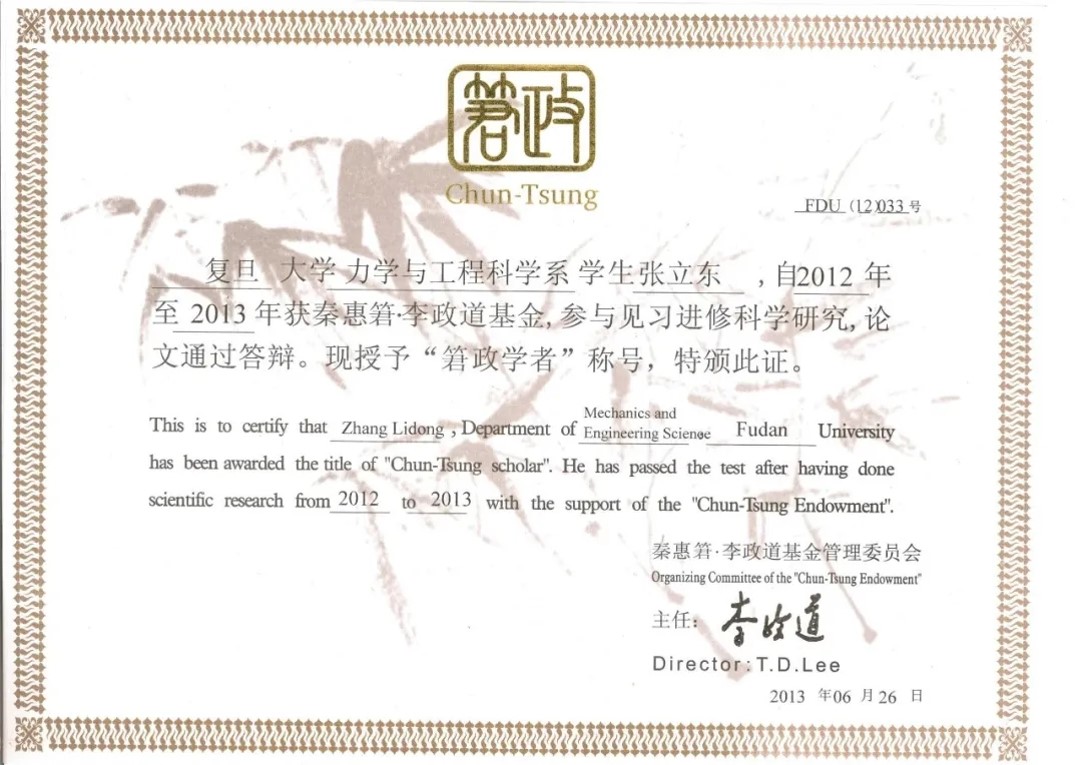 箬政
Chun-Tsung
FDU (12)033 号
复旦 大学 力学与工程科学系 学生张立东 ，自2012 年
至 2013 年获秦惠箬·李政道基金, 参与见习进修科学研究, 论
文通过答辩。现授予“箬政学者”称号，特颁此证。
This is to certify that Zhang Lidong , Department of Mechanics and Engineering Science Fudan University
has been awarded the title of "Chun-Tsung scholar". He has passed the test after having done
scientific research from 2012 to 2013 with the support of the "Chun-Tsung Endowment".
秦惠箬·李政道基金管理委员会
Organizing Committee of the "Chun-Tsung Endowment"
主任: 李政道
Director: T.D.Lee
2013 年06 月 26 日